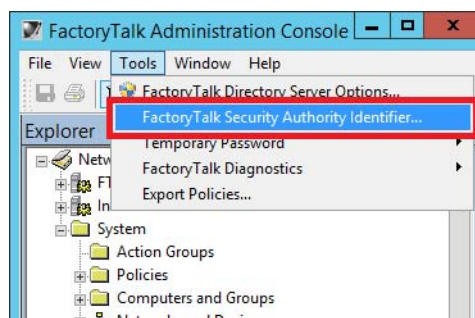 FactoryTalk Administration Console
File View Tools Window Help
FactoryTalk Directory Server Options...
FactoryTalk Security Authority Identifier...
Explorer
Temporary Password
FactoryTalk Diagnostics
Export Policies...
System
Action Groups
Policies
Computers and Groups